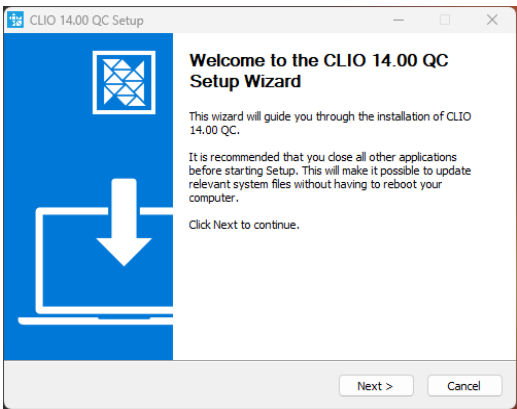 CLIO 14.00 QC Setup
Welcome to the CLIO 14.00 QC
Setup Wizard
This wizard will guide you through the installation of CLIO
14.00 QC.
It is recommended that you close all other applications
before starting Setup. This will make it possible to update
relevant system files without having to reboot your
computer.
Click Next to continue.
Next >
Cancel